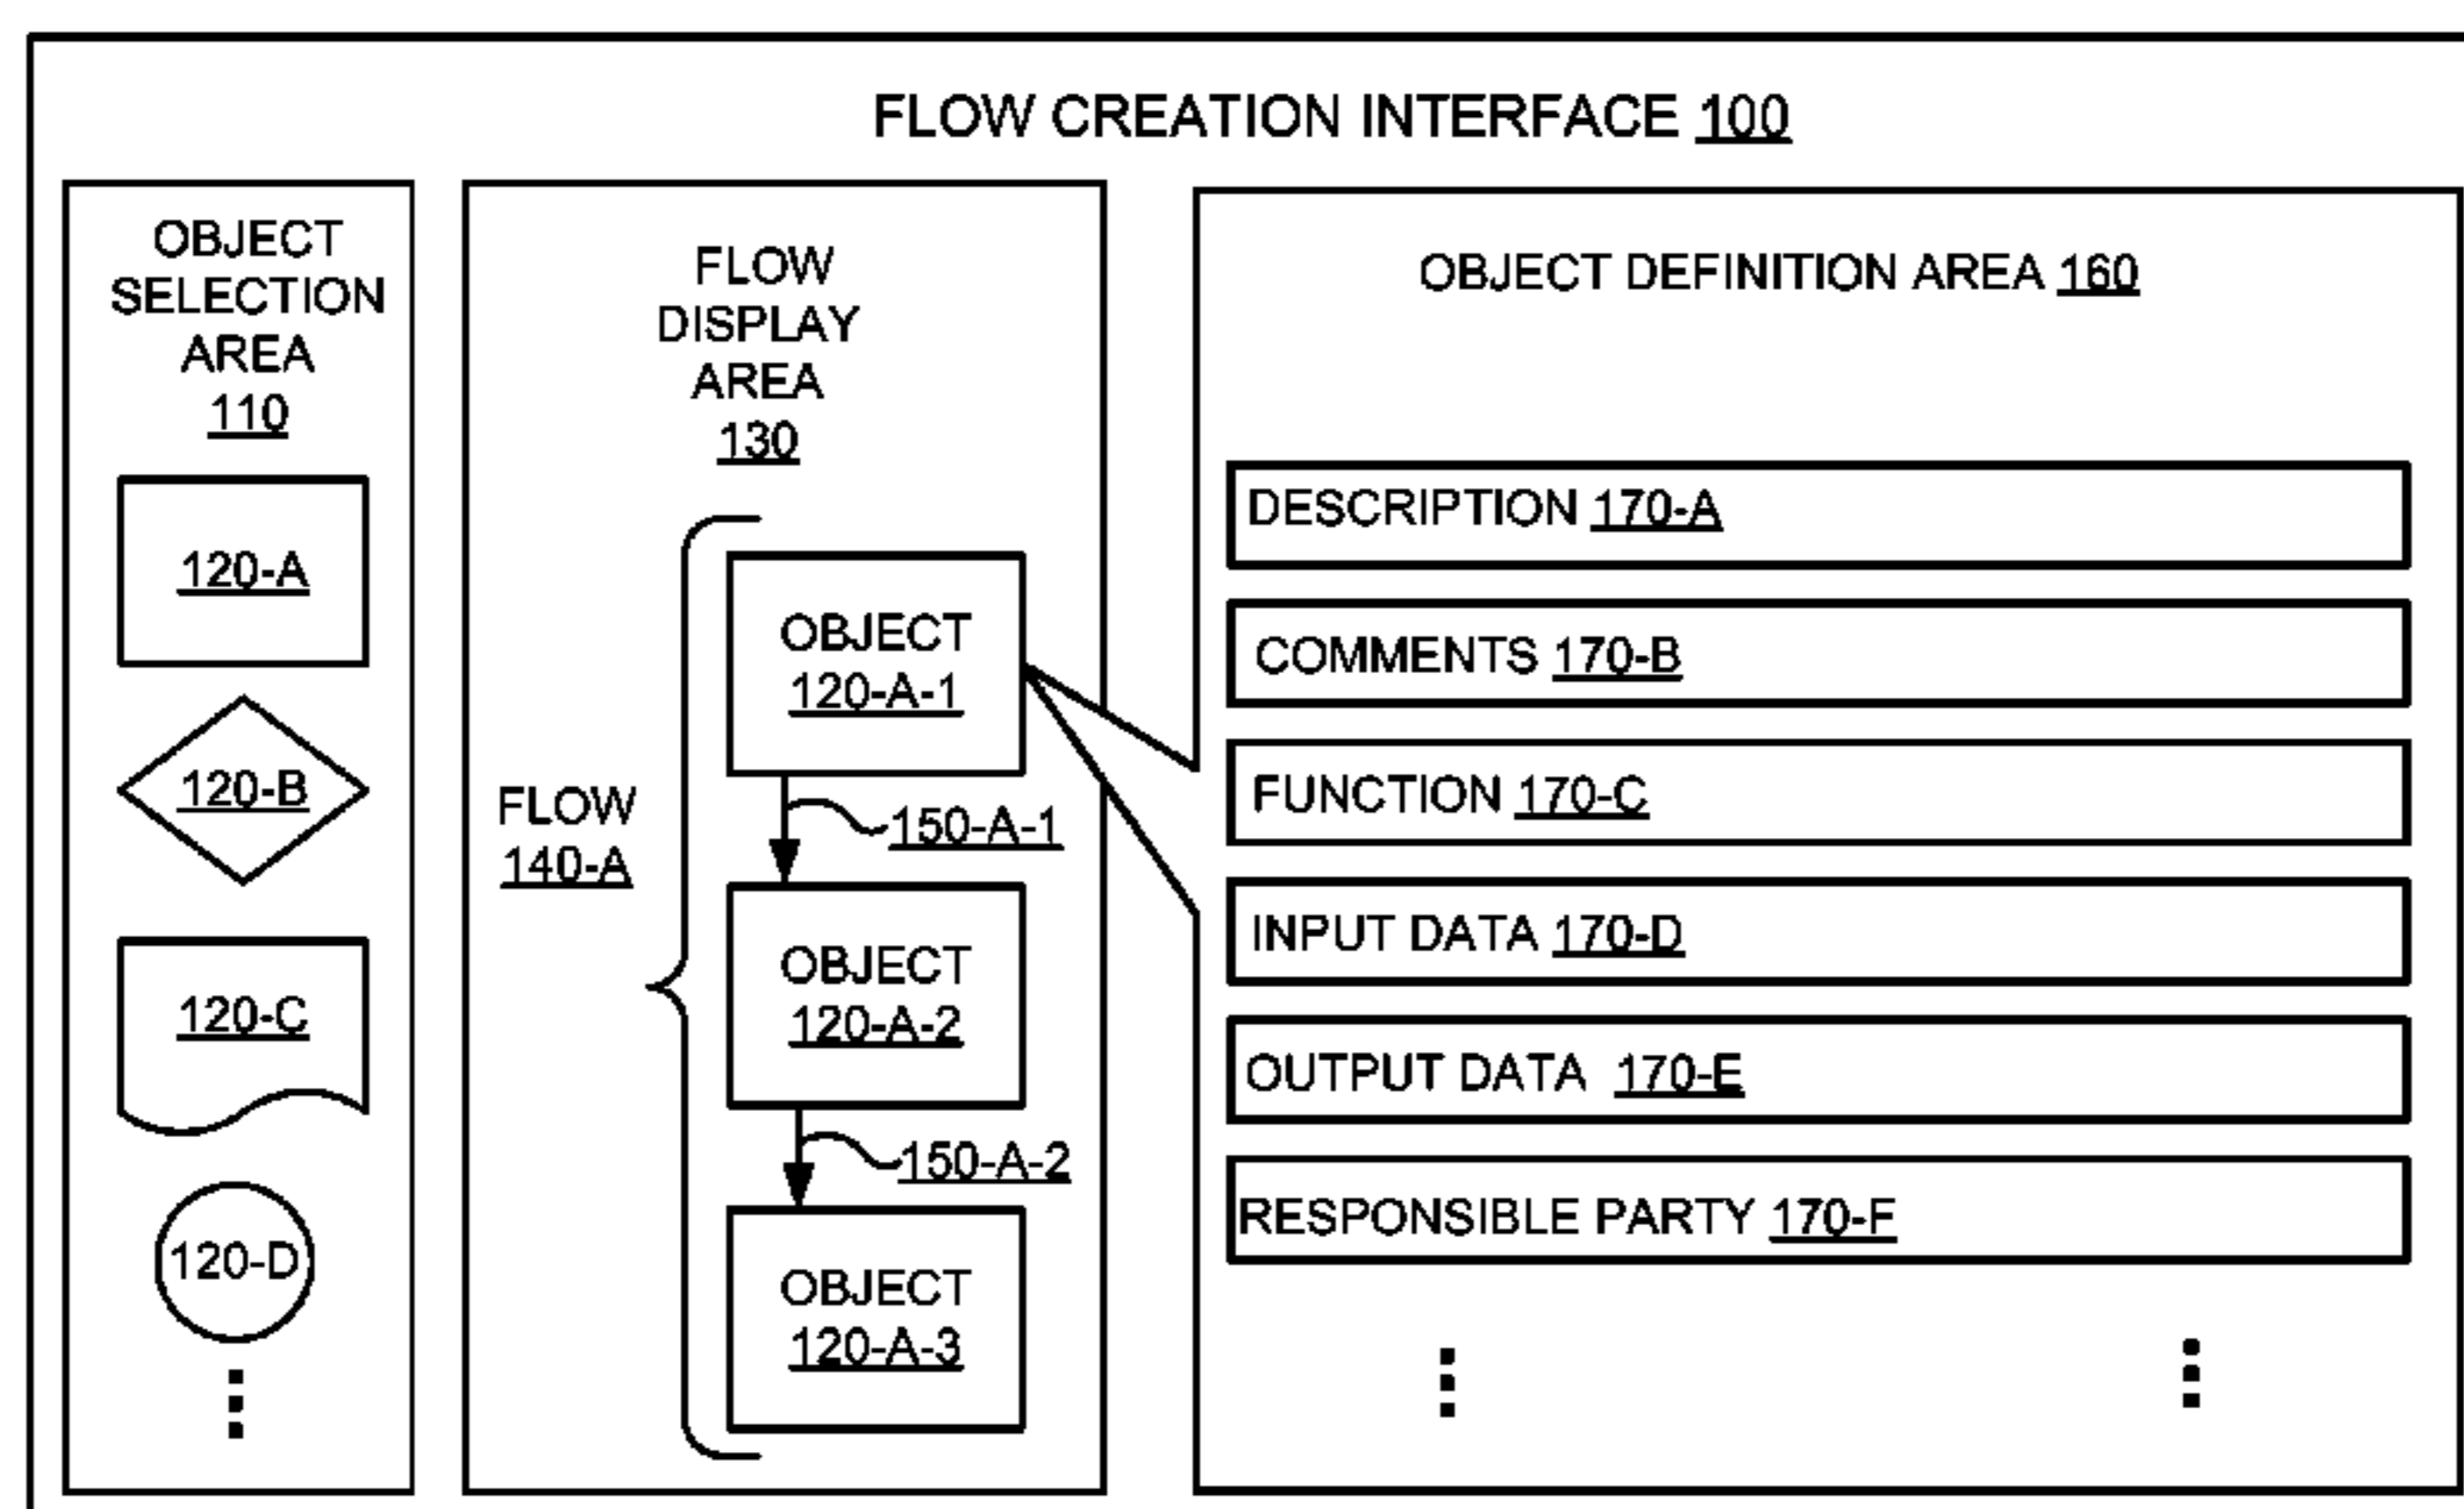 FLOW CREATION INTERFACE 100
OBJECT
SELECTION
AREA
110
120-A
120-B
120-C
120-D
FLOW
DISPLAY
AREA
130
FLOW
140-A
OBJECT
120-A-1
150-A-1
OBJECT
120-A-2
150-A-2
OBJECT
120-A-3
OBJECT DEFINITION AREA 160
DESCRIPTION 170-A
COMMENTS 170-B
FUNCTION 170-C
INPUT DATA 170-D
OUTPUT DATA 170-E
RESPONSIBLE PARTY 170-F